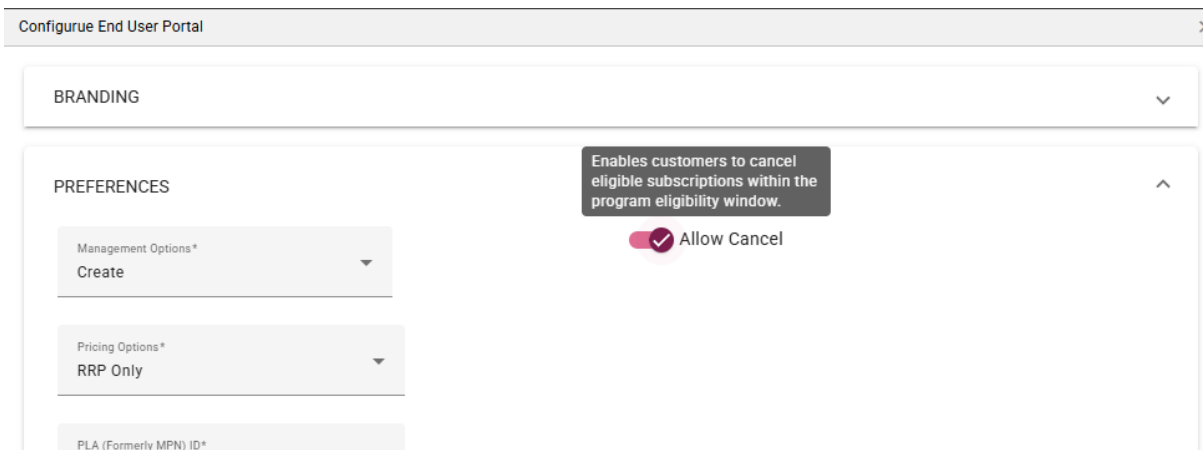 Configurue End User Portal
BRANDING
Enables customers to cancel
eligible subscriptions within the
program eligibility window.
PREFERENCES
Allow Cancel
Management Options*
Create
Pricing Options*
RRP Only
PLA (Formerly MPN) ID*